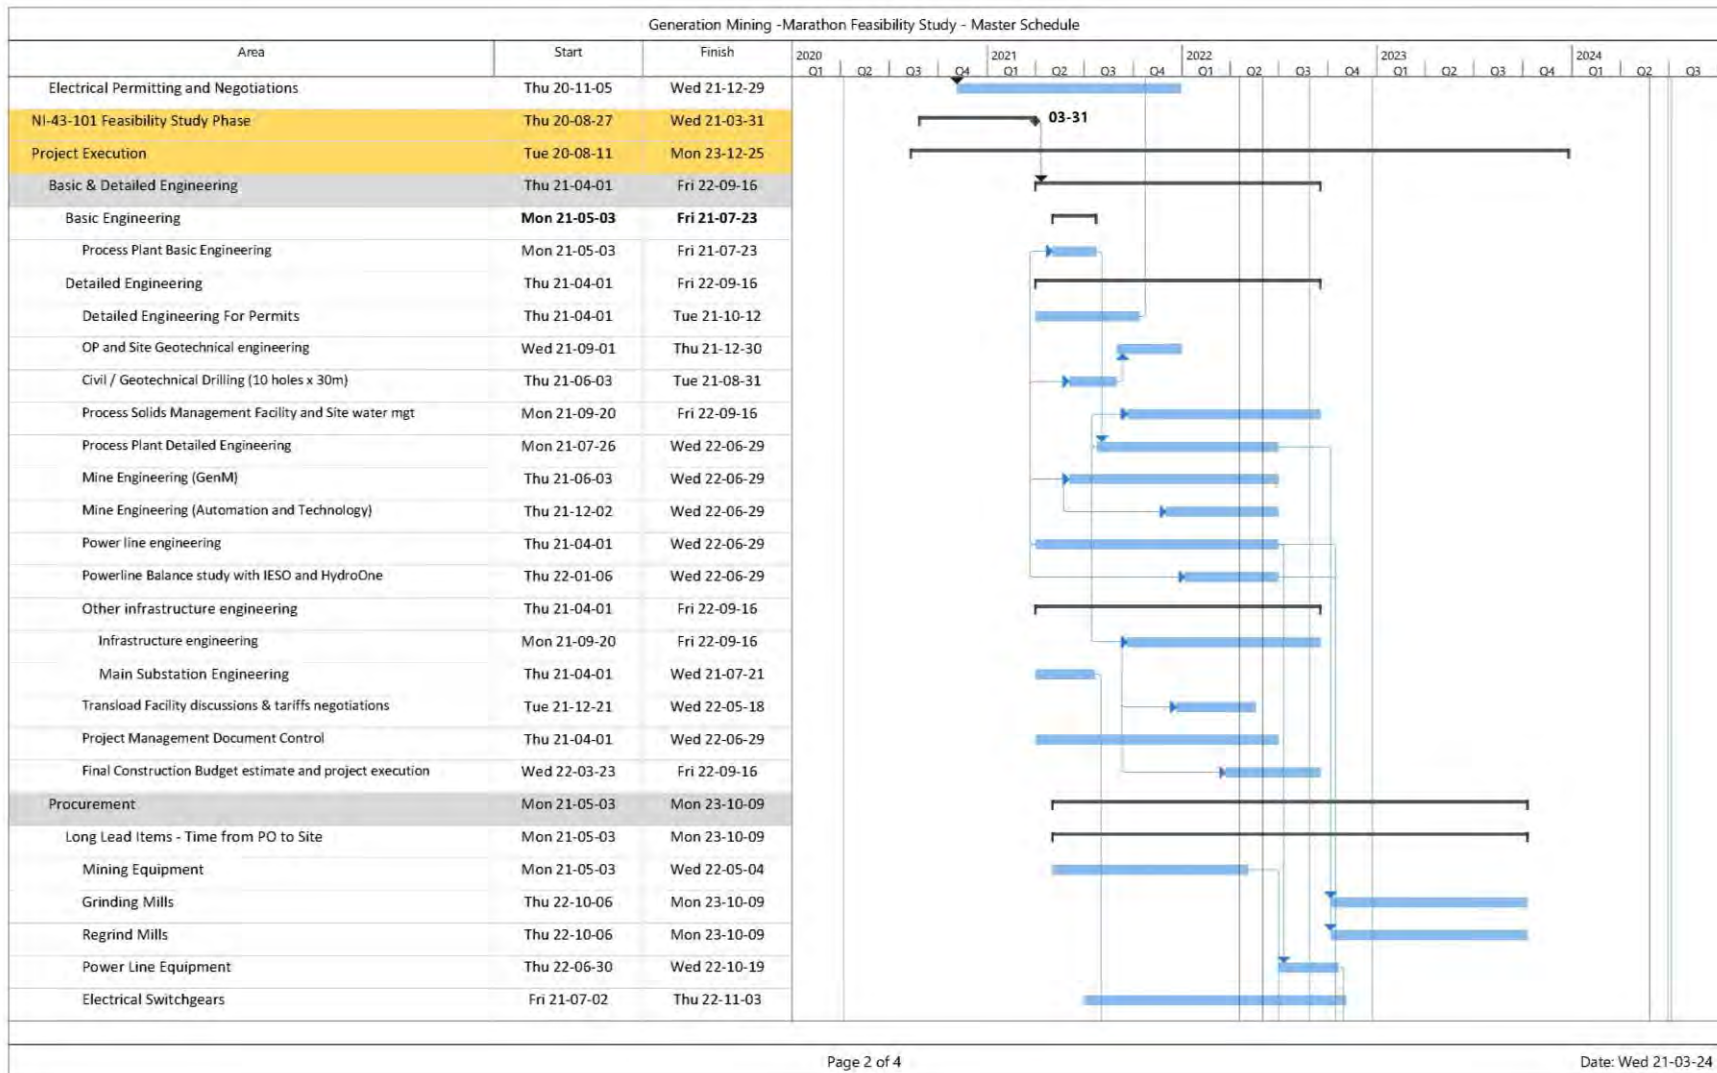 Generation Mining -Marathon Feasibility Study - Master Schedule
Area Start Finish 2020 2021 2022 2023 2024
Q1 Q2 Q3 Q4 Q1 Q2 Q3 Q4 Q1 Q2 Q3 Q4 Q1 Q2 Q3 Q4 Q1 Q2 Q3
Electrical Permitting and Negotiations Thu 20-11-05 Wed 21-12-29
NI-43-101 Feasibility Study Phase Thu 20-08-27 Wed 21-03-31 03-31
Project Execution Tue 20-08-11 Mon 23-12-25
Basic & Detailed Engineering Thu 21-04-01 Fri 22-09-16
Basic Engineering Mon 21-05-03 Fri 21-07-23
Process Plant Basic Engineering Mon 21-05-03 Fri 21-07-23
Detailed Engineering Thu 21-04-01 Fri 22-09-16
Detailed Engineering For Permits Thu 21-04-01 Tue 21-10-12
OP and Site Geotechnical engineering Wed 21-09-01 Thu 21-12-30
Civil / Geotechnical Drilling (10 holes x 30m) Thu 21-06-03 Tue 21-08-31
Process Solids Management Facility and Site water mgt Mon 21-09-20 Fri 22-09-16
Process Plant Detailed Engineering Mon 21-07-26 Wed 22-06-29
Mine Engineering (GenM) Thu 21-06-03 Wed 22-06-29
Mine Engineering (Automation and Technology) Thu 21-12-02 Wed 22-06-29
Power line engineering Thu 21-04-01 Wed 22-06-29
Powerline Balance study with IESO and HydroOne Thu 22-01-06 Wed 22-06-29
Other infrastructure engineering Thu 21-04-01 Fri 22-09-16
Infrastructure engineering Mon 21-09-20 Fri 22-09-16
Main Substation Engineering Thu 21-04-01 Wed 21-07-21
Transload Facility discussions & tariffs negotiations Tue 21-12-21 Wed 22-05-18
Project Management Document Control Thu 21-04-01 Wed 22-06-29
Final Construction Budget estimate and project execution Wed 22-03-23 Fri 22-09-16
Procurement Mon 21-05-03 Mon 23-10-09
Long Lead Items - Time from PO to Site Mon 21-05-03 Mon 23-10-09
Mining Equipment Mon 21-05-03 Wed 22-05-04
Grinding Mills Thu 22-10-06 Mon 23-10-09
Regrind Mills Thu 22-10-06 Mon 23-10-09
Power Line Equipment Thu 22-06-30 Wed 22-10-19
Electrical Switchgears Fri 21-07-02 Thu 22-11-03
Page 2 of 4 Date: Wed 21-03-24